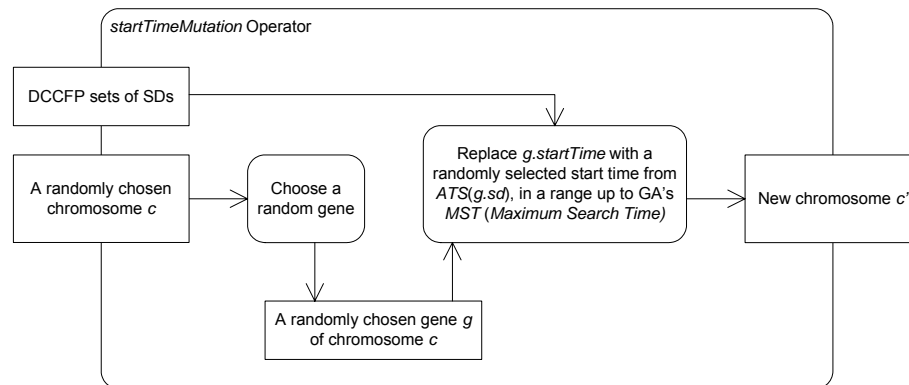 startTimeMutation Operator
DCCFP sets of SDs
A randomly chosen
chromosome c
Choose a
random gene
Replace g.startTime with a
randomly selected start time from
ATS(g.sd), in a range up to GA's
MST (Maximum Search Time)
New chromosome c'
A randomly chosen gene g
of chromosome c